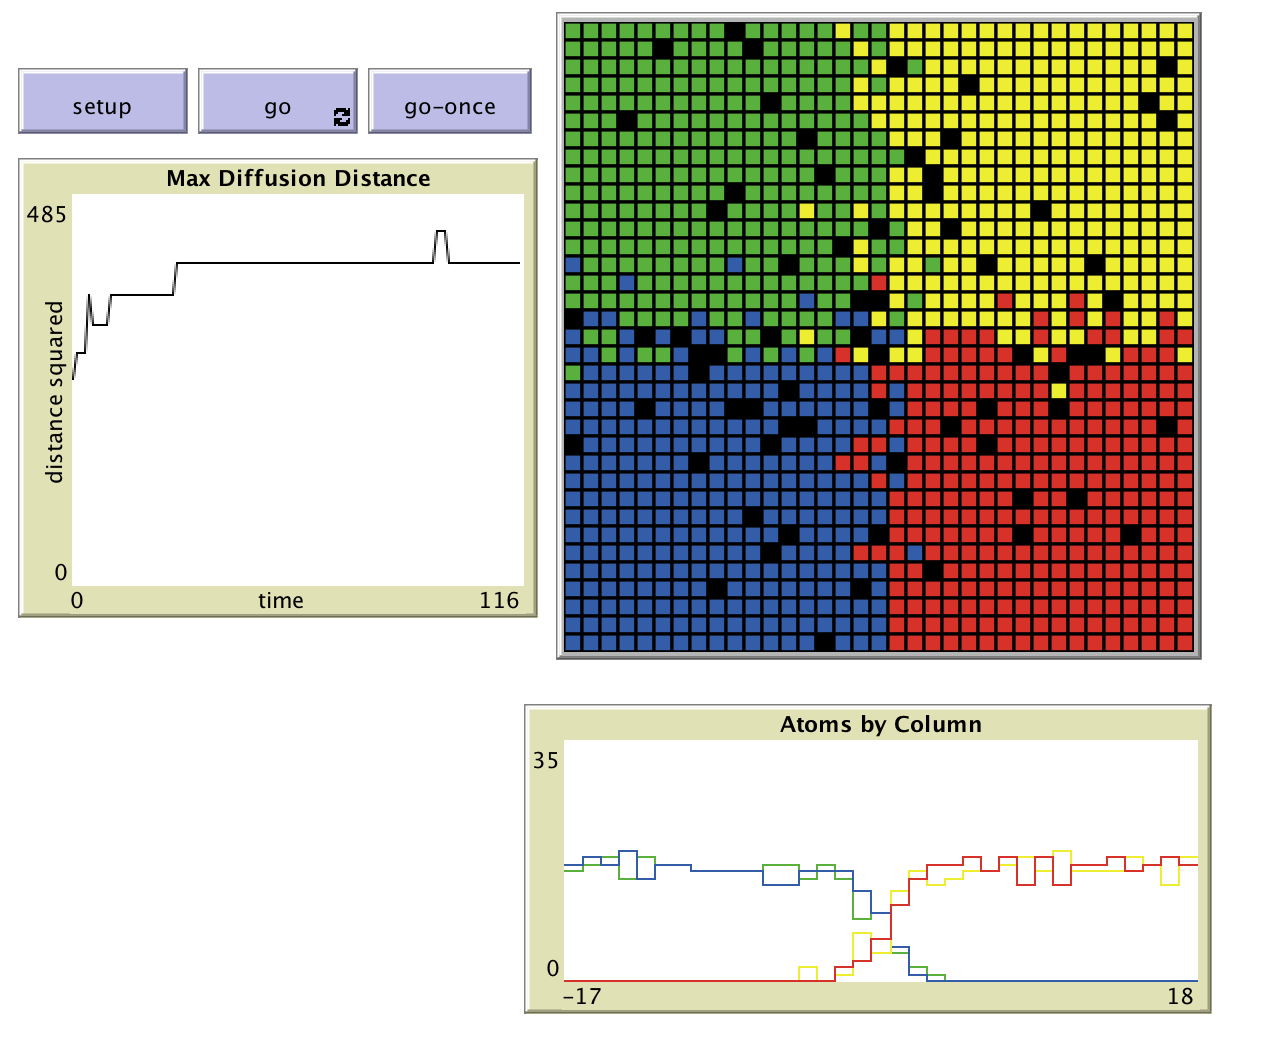 setup
go
go-once
Max Diffusion Distance
485
distance squared
0
0
time
116
Atoms by Column
35
0
-17
18